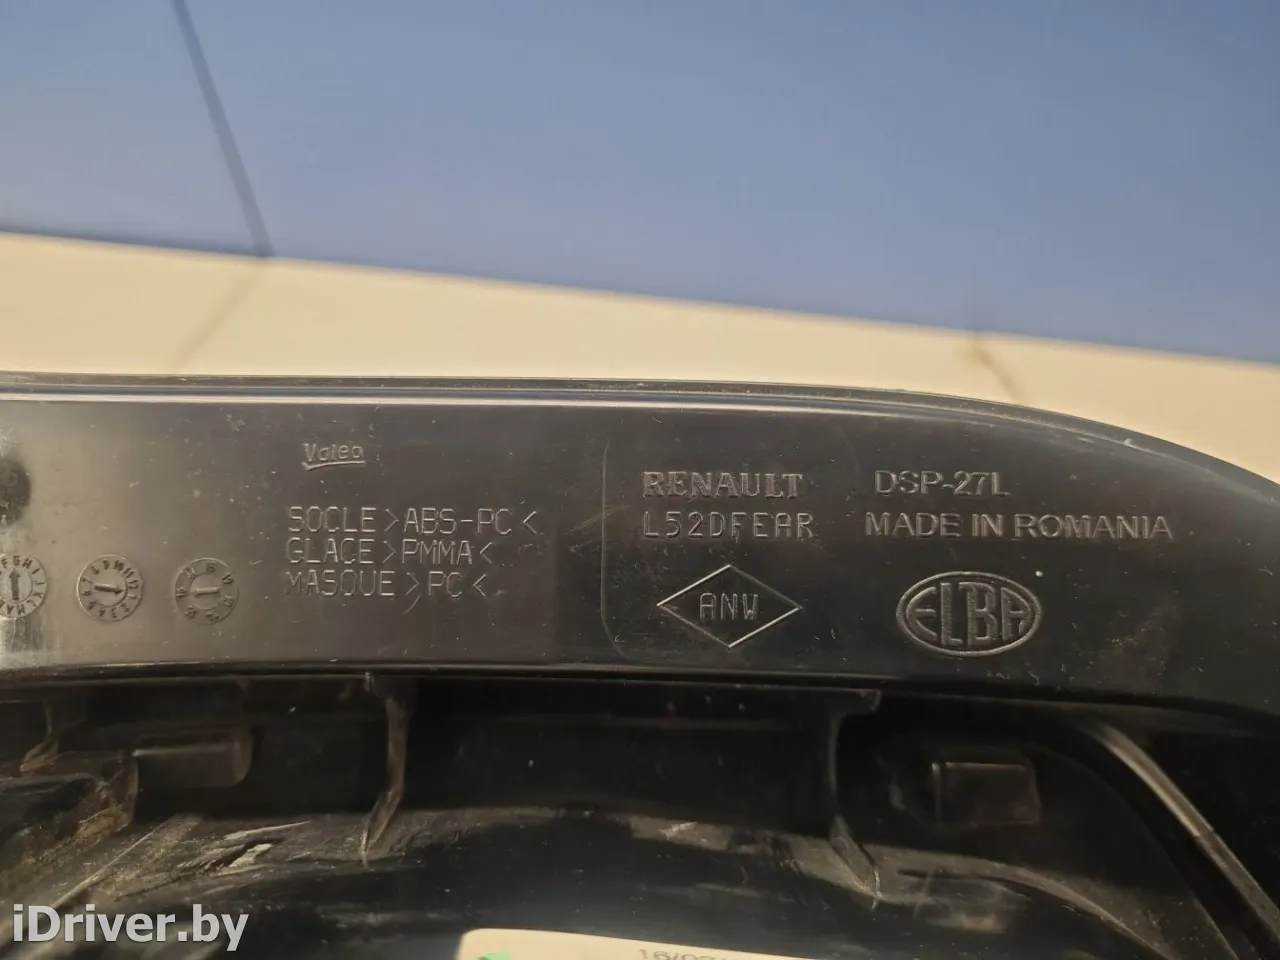 Valeo
SOCLE >ABS-PC<
GLACE >PMMA<
MASQUE >PC<
RENAULT
L52DFEAR
ANW
DSP-27L
MADE IN ROMANIA
ELBA
iDriver.by